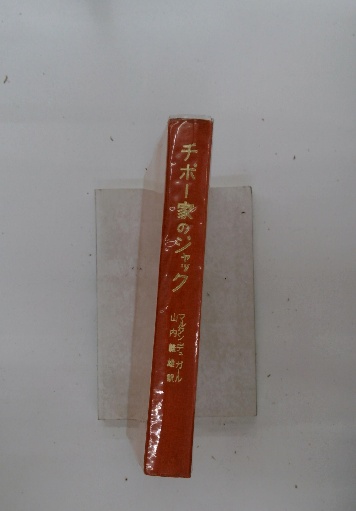 チボー家のジャック
マルタン・デュ・ガール
山内義雄訳